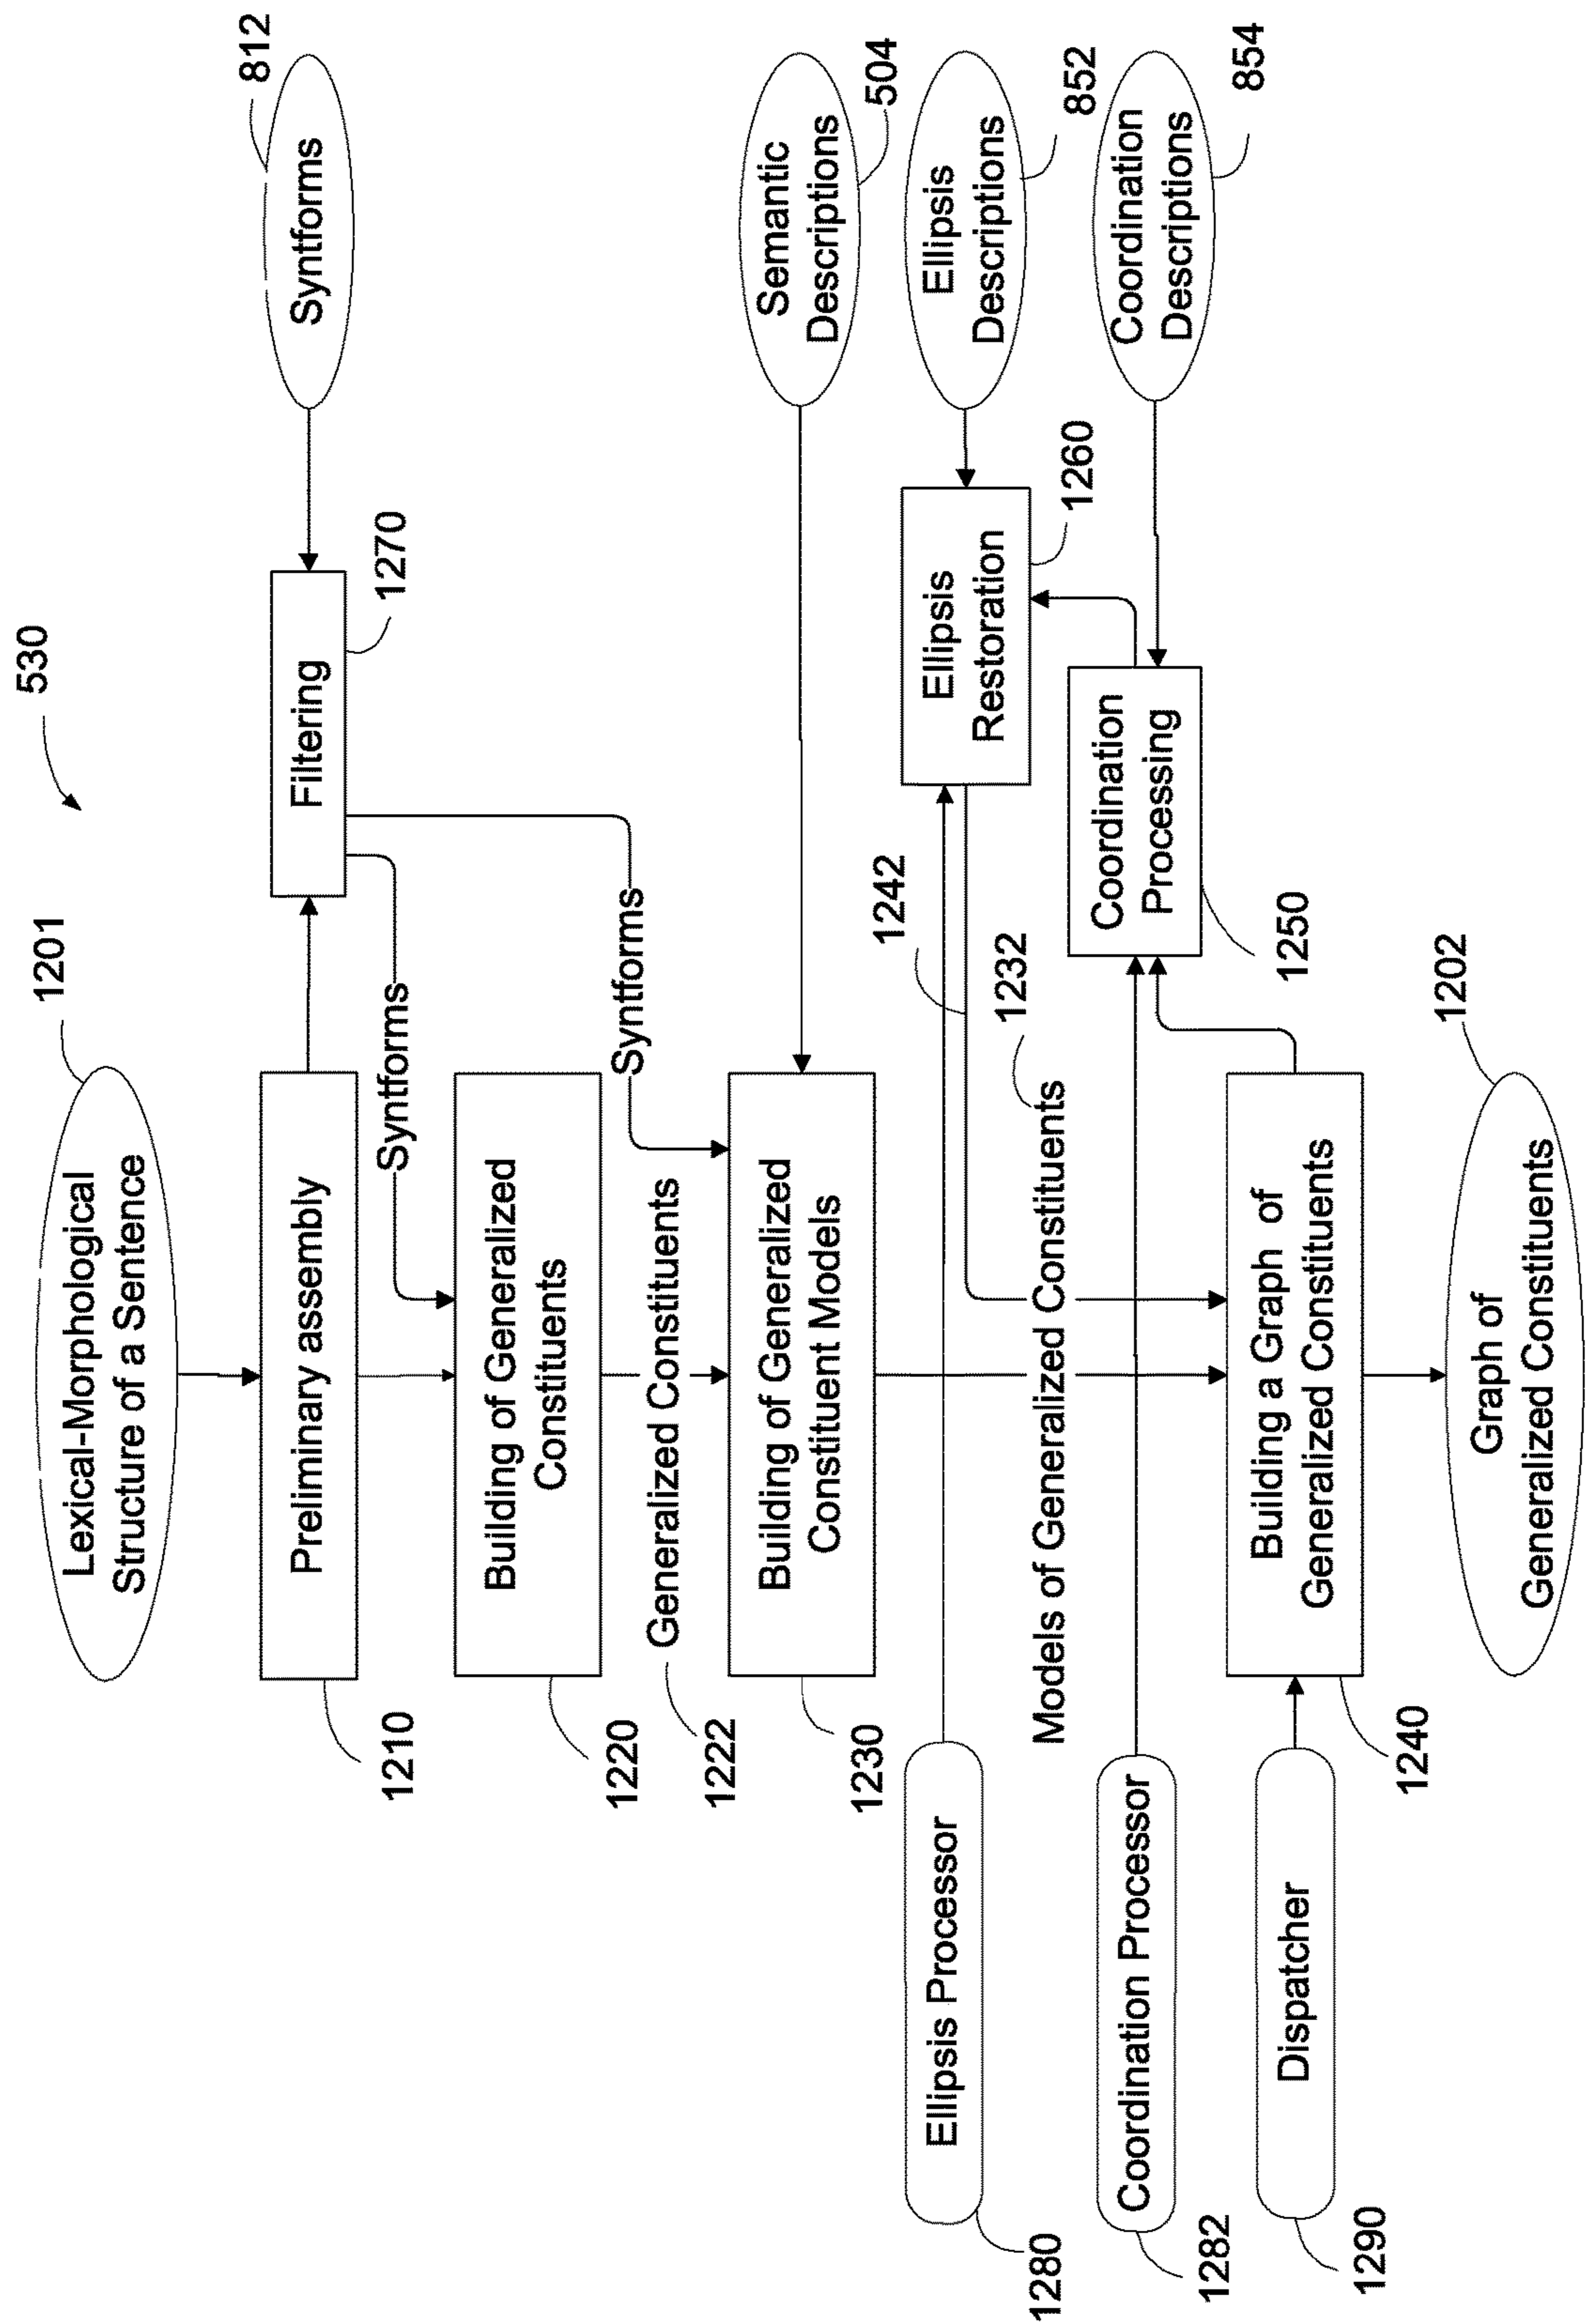 530
1201
Lexical-Morphological
Structure of a Sentence
812
Syntforms
1210
Preliminary assembly
Filtering
1270
Syntforms
1220
Building of Generalized
Constituents
Syntforms
1222
Generalized Constituents
1230
Building of Generalized
Constituent Models
Semantic
Descriptions
504
1280
Ellipsis Processor
1242
Ellipsis
Restoration
1260
Ellipsis
Descriptions
852
Models of Generalized Constituents
1232
1282
Coordination Processor
Coordination
Processing
1250
Coordination
Descriptions
854
1290
Dispatcher
1240
Building a Graph of
Generalized Constituents
1202
Graph of
Generalized Constituents